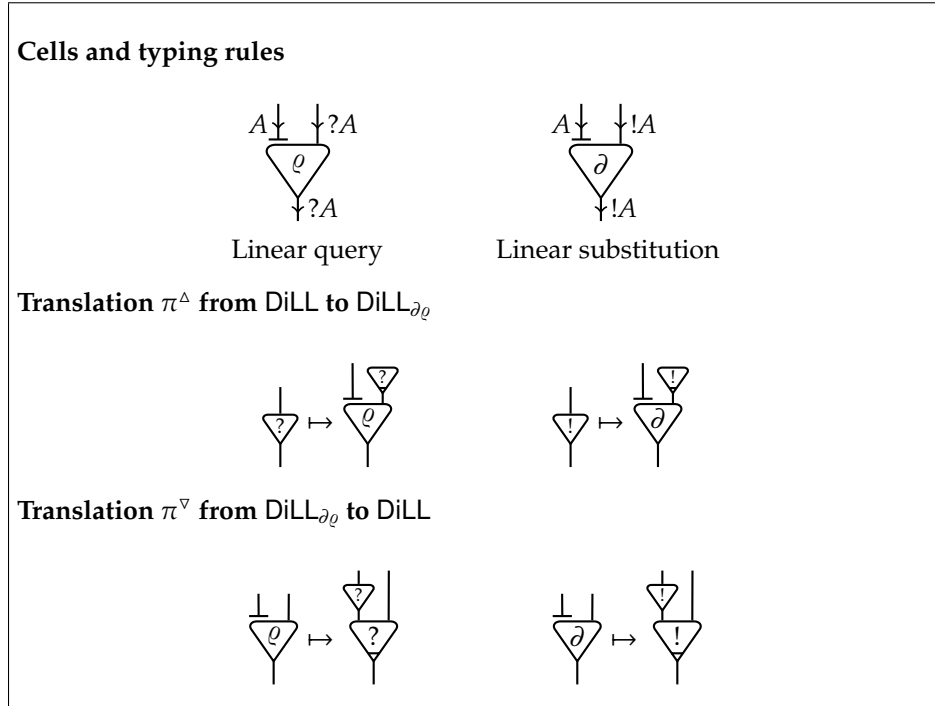 Cells and typing rules
A ?A A !A
ϱ ∂
?A !A
Linear query Linear substitution
Translation π^△ from DiLL to DiLL_∂ϱ
? !
? ↦ ϱ ! ↦ ∂
Translation π^▽ from DiLL_∂ϱ to DiLL
? !
ϱ ↦ ? ∂ ↦ !